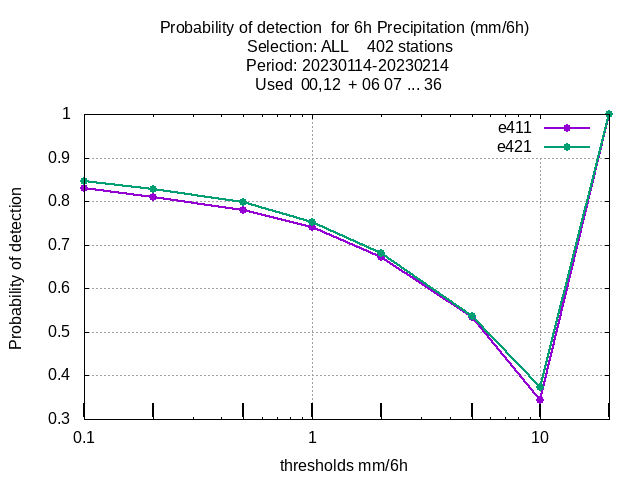 Probability of detection  for 6h Precipitation (mm/6h)
Selection: ALL    402 stations
Period: 20230114-20230214
Used  00,12  + 06 07 ... 36
e411
e421
1
0.9
0.8
0.7
0.6
0.5
0.4
0.3
Probability of detection
0.1 1 10
thresholds mm/6h